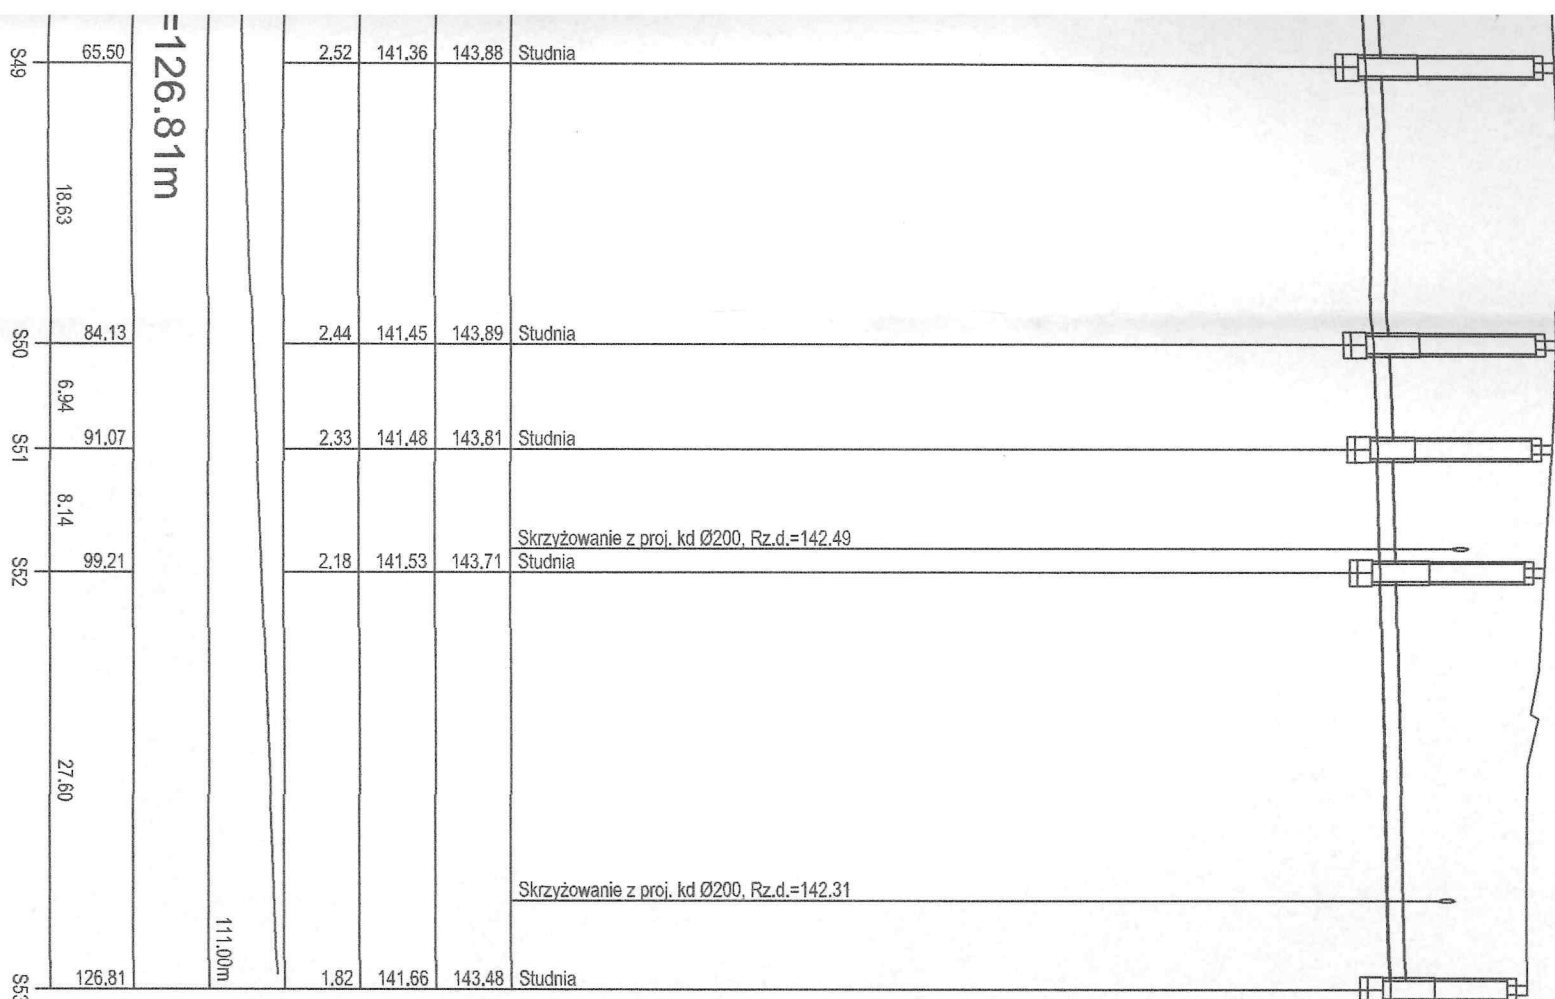 S49 65,50 2,52 141,36 143,88 Studnia
=126.81m
18.63
S50 84,13 2,44 141,45 143,89 Studnia
6.94
S51 91,07 2,33 141,48 143,81 Studnia
8.14
Skrzyżowanie z proj. kd Ø200, Rz.d.=142.49
S52 99,21 2,18 141,53 143,71 Studnia
27.60
Skrzyżowanie z proj. kd Ø200, Rz.d.=142.31
111.00m
S53 126,81 1,82 141,66 143,48 Studnia